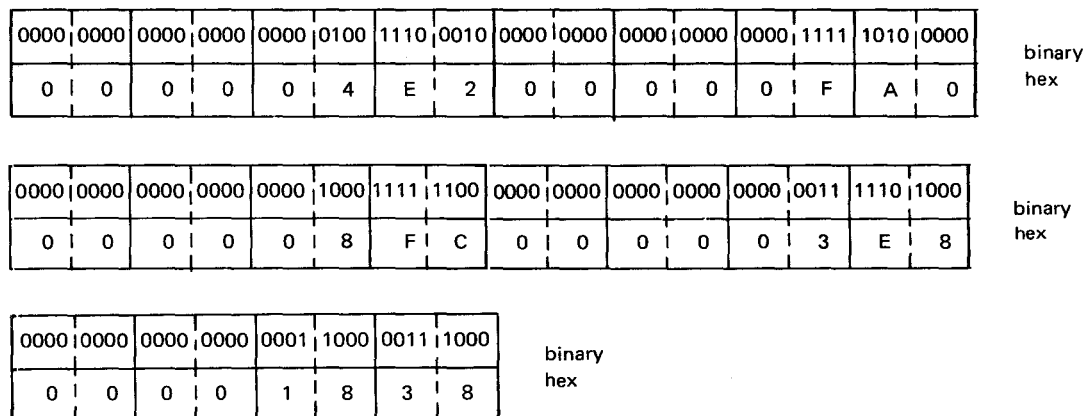 0000 0000 0000 0000 0000 0100 1110 0010 0000 0000 0000 0000 0000 1111 1010 0000 binary
0 0 0 0 0 4 E 2 0 0 0 0 0 F A 0 hex
0000 0000 0000 0000 0000 1000 1111 1100 0000 0000 0000 0000 0000 0011 1110 1000 binary
0 0 0 0 0 8 F C 0 0 0 0 0 3 E 8 hex
0000 0000 0000 0000 0001 1000 0011 1000 binary
0 0 0 0 1 8 3 8 hex